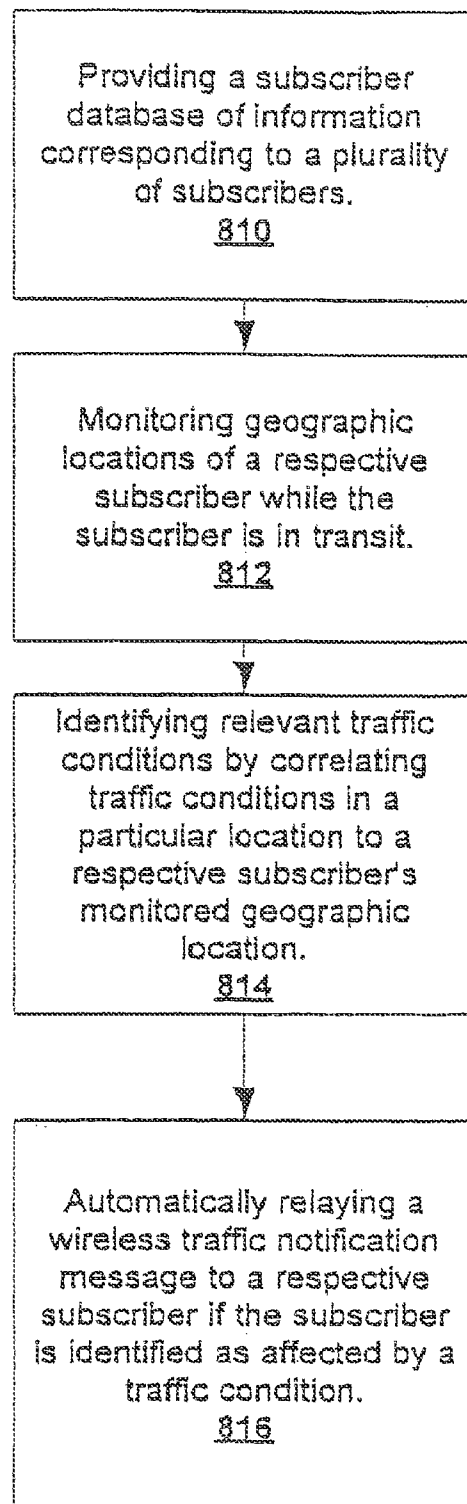 Providing a subscriber
database of information
corresponding to a plurality
of subscribers.
810
Monitoring geographic
locations of a respective
subscriber while the
subscriber is in transit.
812
Identifying relevant traffic
conditions by correlating
traffic conditions in a
particular location to a
respective subscriber's
monitored geographic
location.
814
Automatically relaying a
wireless traffic notification
message to a respective
subscriber if the subscriber
is identified as affected by a
traffic condition.
816